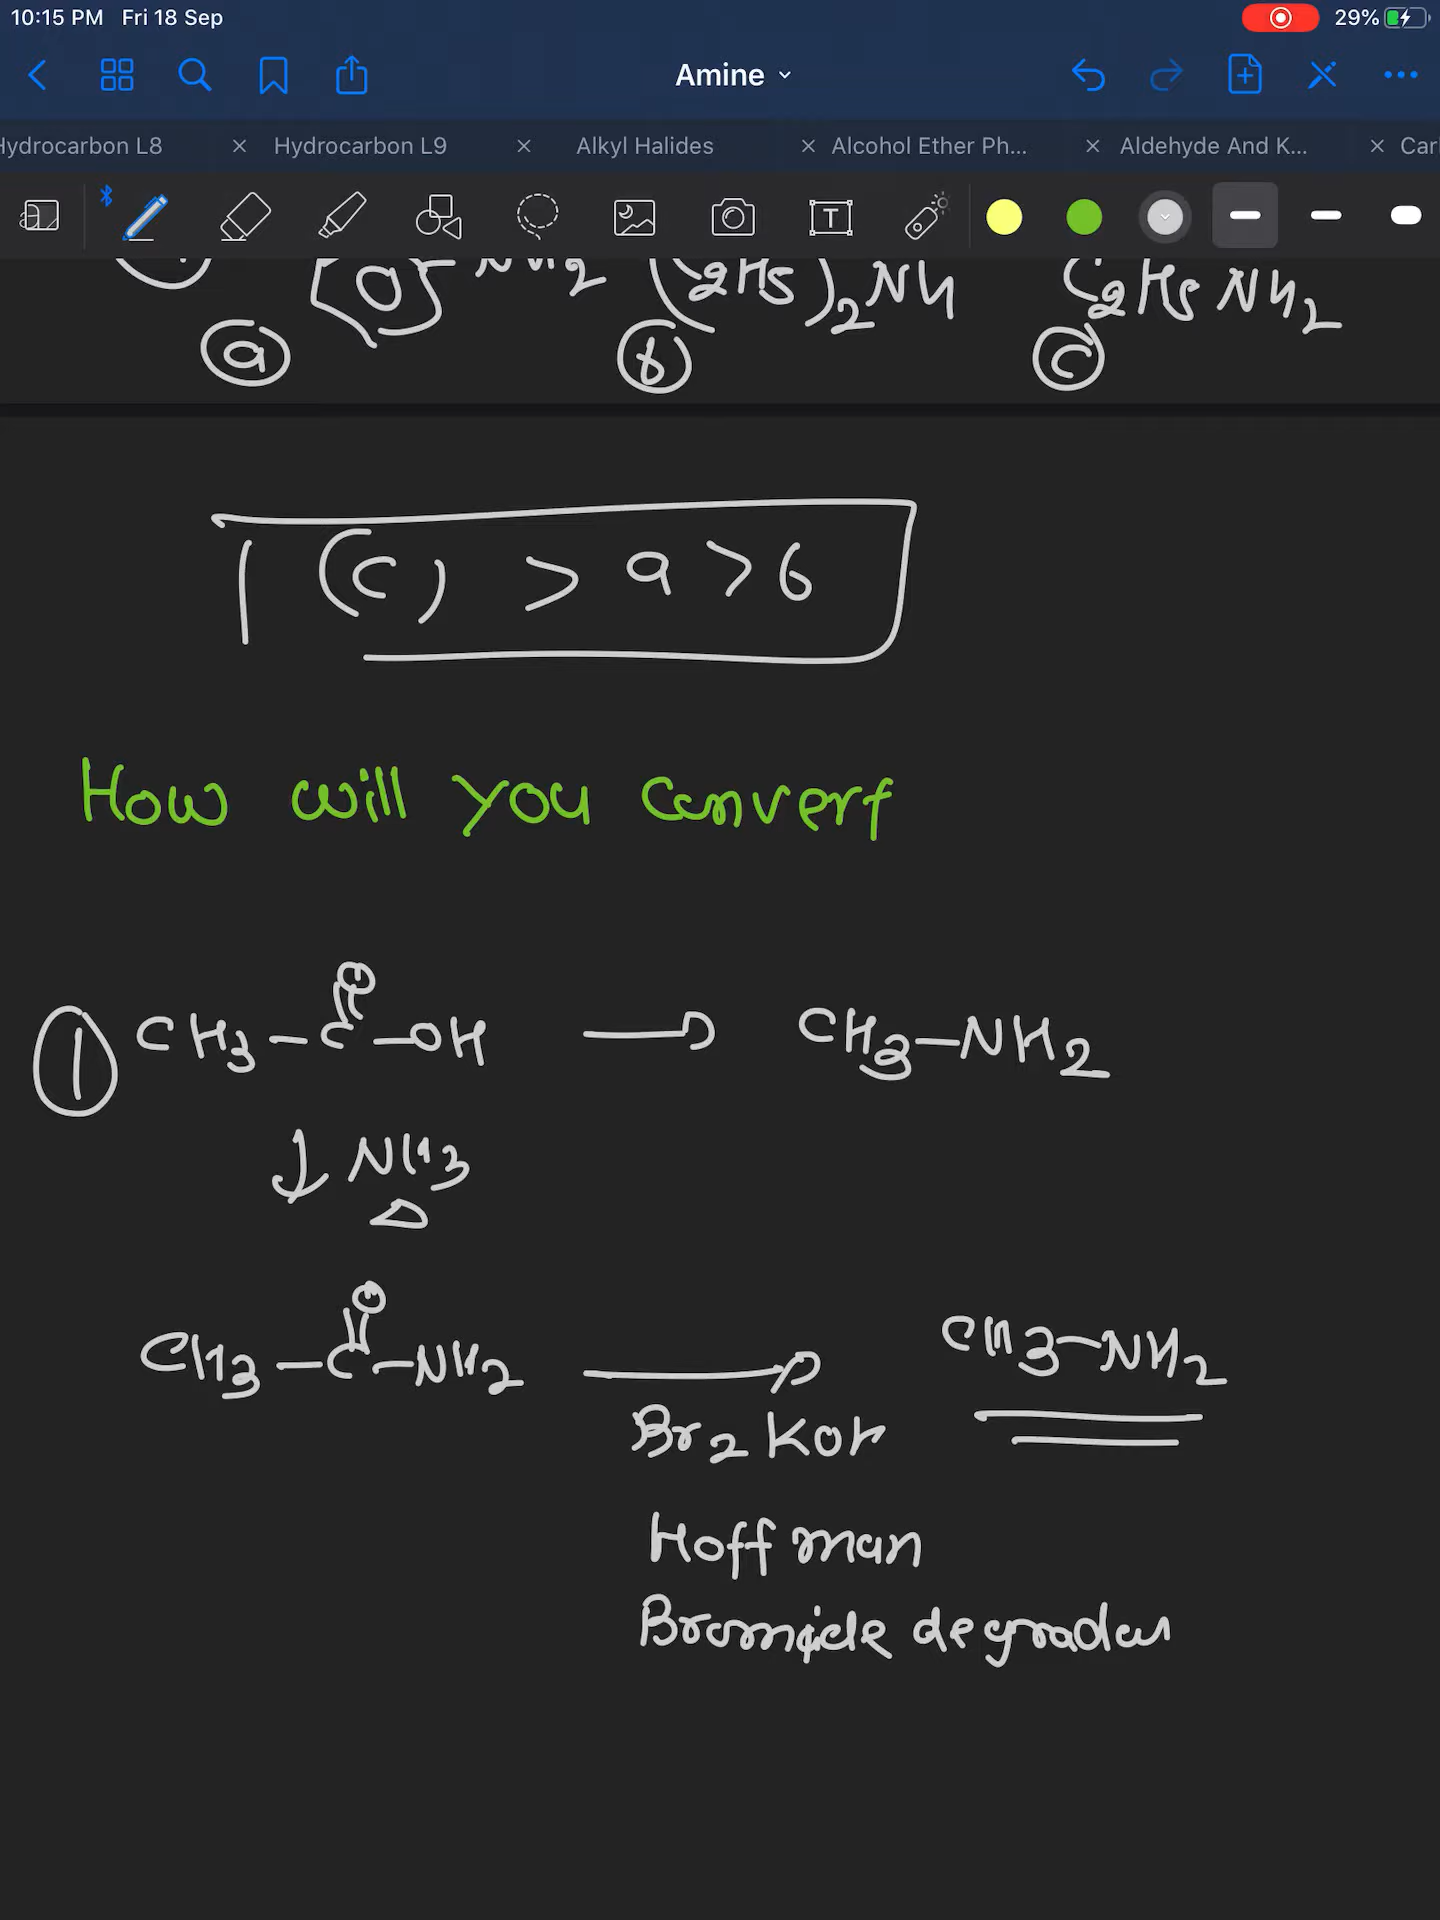 10:15 PM Fri 18 Sep 29%
Amine
Hydrocarbon L8 Hydrocarbon L9 Alkyl Halides Alcohol Ether Ph... Aldehyde And K... Car
NH2 (C2H5)2NH C2H5NH2
(a) (b) (c)
(c) > a > b
How will you convert
① CH3-C-OH → CH3-NH2
O
↓ NH3
Δ
O
CH3-C-NH2 → CH3-NH2
Br2 KOH
Hoffman
Bromide